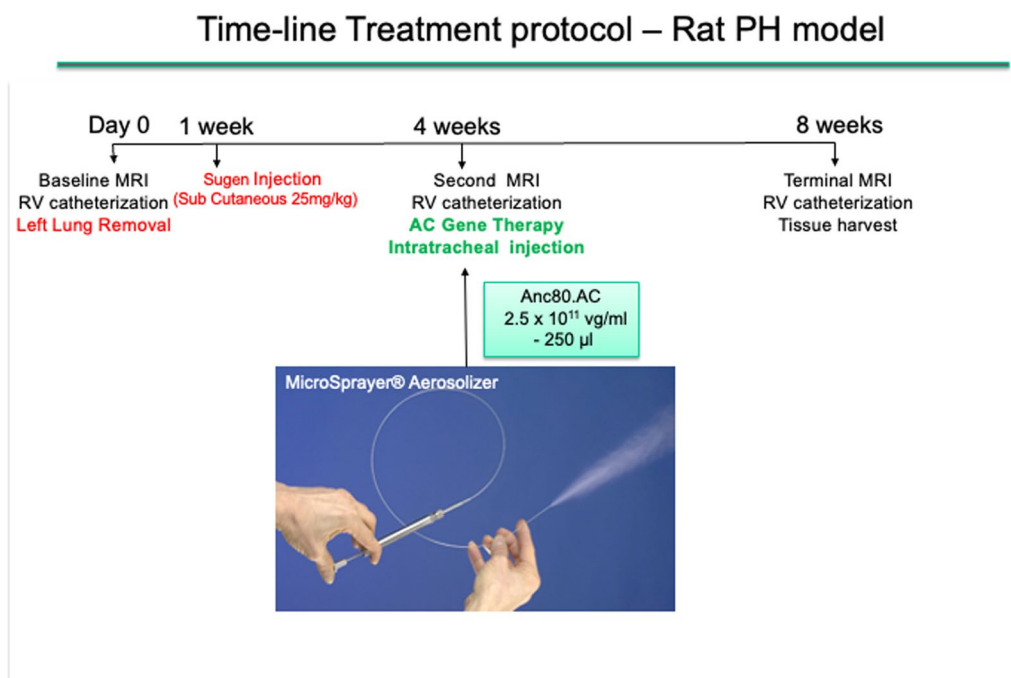 Time-line Treatment protocol – Rat PH model
Day 0
1 week
4 weeks
8 weeks
Baseline MRI
RV catheterization
Left Lung Removal
Sugen Injection
(Sub Cutaneous 25mg/kg)
Second MRI
RV catheterization
AC Gene Therapy
Intratracheal injection
Terminal MRI
RV catheterization
Tissue harvest
Anc80.AC
2.5 x 10¹¹ vg/ml
- 250 µl
MicroSprayer® Aerosolizer